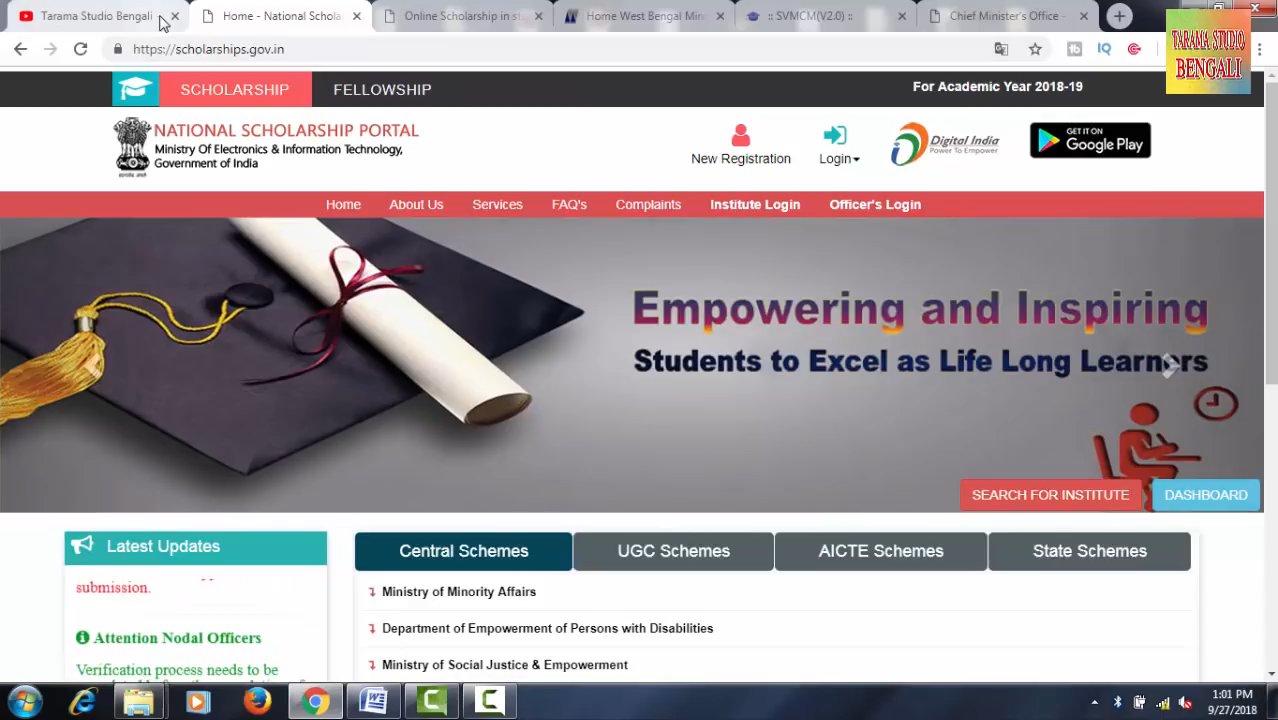 Tarama Studio Bengali
Home - National Schola
Online Scholarship in st
Home West Bengal Min
:: SVMCM(V2.0) ::
Chief Minister's Office -
https://scholarships.gov.in
TARAMA STUDIO
BENGALI
SCHOLARSHIP
FELLOWSHIP
For Academic Year 2018-19
NATIONAL SCHOLARSHIP PORTAL
Ministry Of Electronics & Information Technology,
Government of India
New Registration
Login
Digital India
Power To Empower
GET IT ON
Google Play
Home
About Us
Services
FAQ's
Complaints
Institute Login
Officer's Login
Empowering and Inspiring
Students to Excel as Life Long Learners
SEARCH FOR INSTITUTE
DASHBOARD
Latest Updates
submission.
Attention Nodal Officers
Verification process needs to be
Central Schemes
UGC Schemes
AICTE Schemes
State Schemes
Ministry of Minority Affairs
Department of Empowerment of Persons with Disabilities
Ministry of Social Justice & Empowerment
1:01 PM
9/27/2018